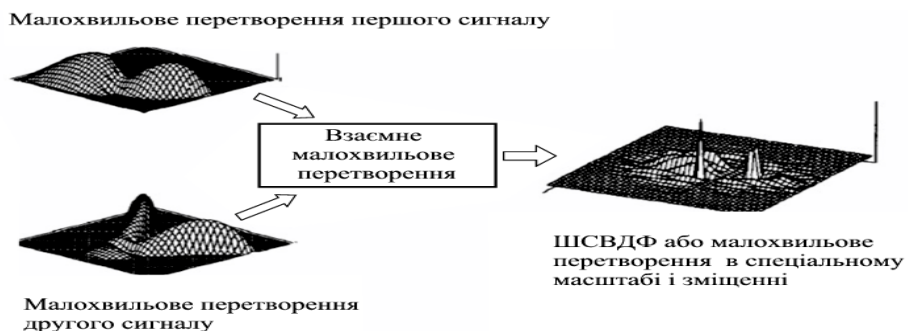 Малохвильове перетворення першого сигналу
Взаємне
малохвильове
перетворення
ШСВДФ або малохвильове
перетворення в спеціальному
масштабі і зміщенні
Малохвильове перетворення
другого сигналу